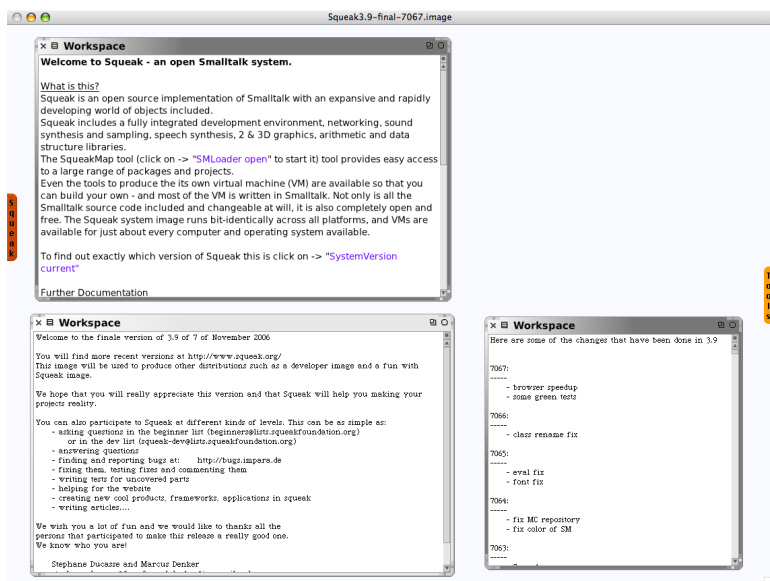 Squeak3.9-final-7067.image
Workspace
Welcome to Squeak - an open Smalltalk system.
What is this?
Squeak is an open source implementation of Smalltalk with an expansive and rapidly
developing world of objects included.
Squeak includes a fully integrated development environment, networking, sound
synthesis and sampling, speech synthesis, 2 & 3D graphics, arithmetic and data
structure libraries.
The SqueakMap tool (click on -> "SMLoader open" to start it) tool provides easy access
to a large range of packages and projects.
Even the tools to produce the its own virtual machine (VM) are available so that you
can build your own - and most of the VM is written in Smalltalk. Not only is all the
Smalltalk source code included and changeable at will, it is also completely open and
free. The Squeak system image runs bit-identically across all platforms, and VMs are
available for just about every computer and operating system available.
To find out exactly which version of Squeak this is click on -> "SystemVersion
current"
Further Documentation
Squeak
Tools
Workspace
Welcome to the finale version of 3.9 of 7 of November 2006
You will find more recent versions at http://www.squeak.org/
This image will be used to produce other distributions such as a developer image and a fun with
Squeak image.
We hope that you will really appreciate this version and that Squeak will help you making your
projects reality.
You can also participate to Squeak at different kinds of levels. This can be as simple as:
- asking questions in the beginner list (beginners@lists.squeakfoundation.org)
or in the dev list (squeak-dev@lists.squeakfoundation.org)
- answering questions
- finding and reporting bugs at: http://bugs.impara.de
- fixing them, testing fixes and commenting them
- writing tests for uncovered parts
- helping for the website
- creating new cool products, frameworks, applications in squeak
- writing articles....
We wish you a lot of fun and we would like to thanks all the
persons that participated to make this release a really good one.
We know who you are!
Stephane Ducasse and Marcus Denker
Workspace
Here are some of the changes that have been done in 3.9
7067:
-----
- browser speedup
- some green tests
7066:
-----
- class rename fix
7065:
-----
- eval fix
- font fix
7064:
-----
- fix MC repository
- fix color of SM
7063:
-----